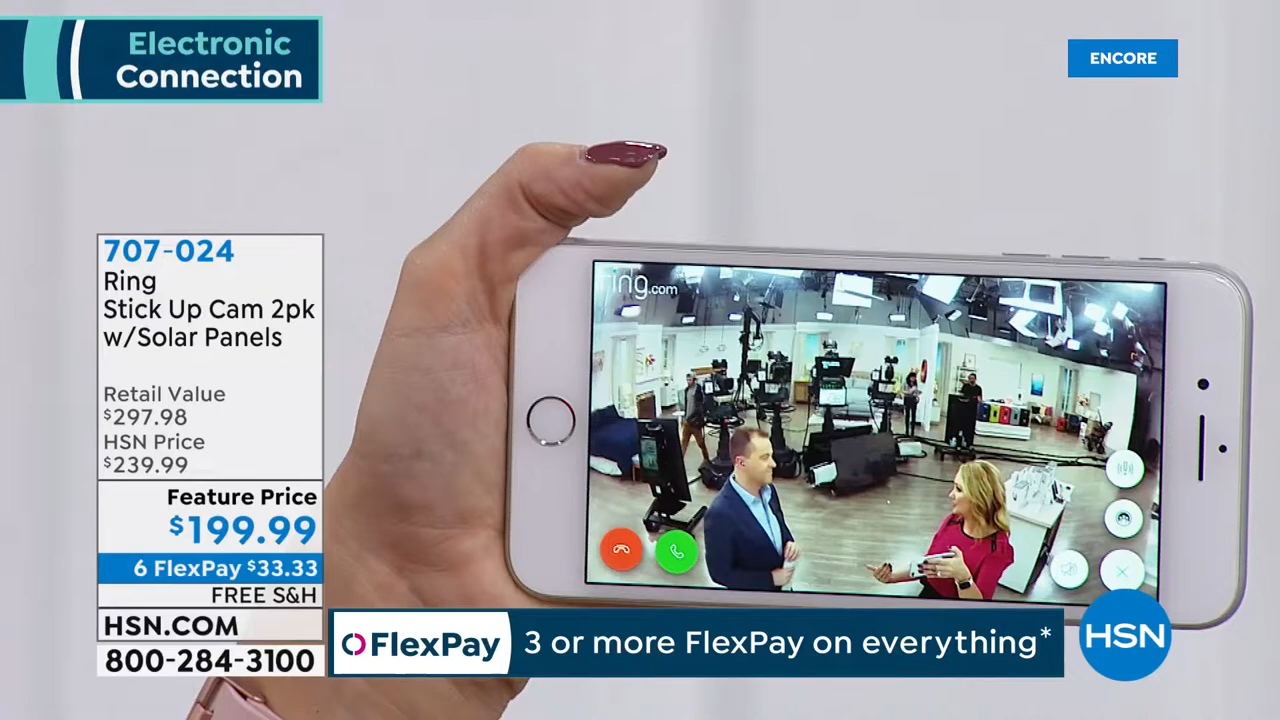 Electronic
Connection
ENCORE
707-024
Ring
Stick Up Cam 2pk
w/Solar Panels
Retail Value
$297.98
HSN Price
$239.99
Feature Price
$199.99
6 FlexPay $33.33
FREE S&H
HSN.COM
800-284-3100
ring.com
FlexPay
3 or more FlexPay on everything*
HSN